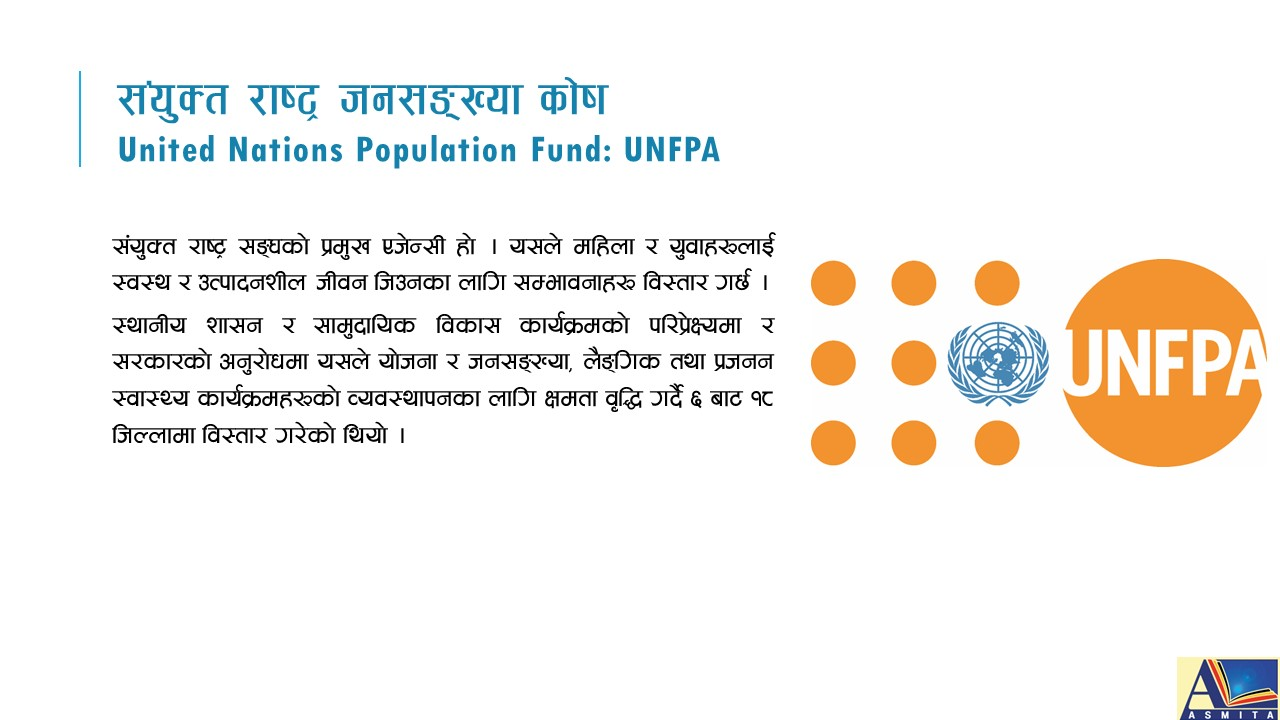 संयुक्त राष्ट्र जनसङ्ख्या कोष
United Nations Population Fund: UNFPA
संयुक्त राष्ट्र सङ्घको प्रमुख एजेन्सी हो । यसले महिला र युवाहरूलाई
स्वस्थ र उत्पादनशील जीवन जिउनका लागि सम्भावनाहरू विस्तार गर्छ ।
स्थानीय शासन र सामुदायिक विकास कार्यक्रमको परिप्रेक्ष्यमा र
सरकारको अनुरोधमा यसले योजना र जनसङ्ख्या, लैङ्गिक तथा प्रजनन
स्वास्थ्य कार्यक्रमहरूको व्यवस्थापनका लागि क्षमता वृद्धि गर्दै ६ बाट १८
जिल्लामा विस्तार गरेको थियो ।
UNFPA
ASMITA